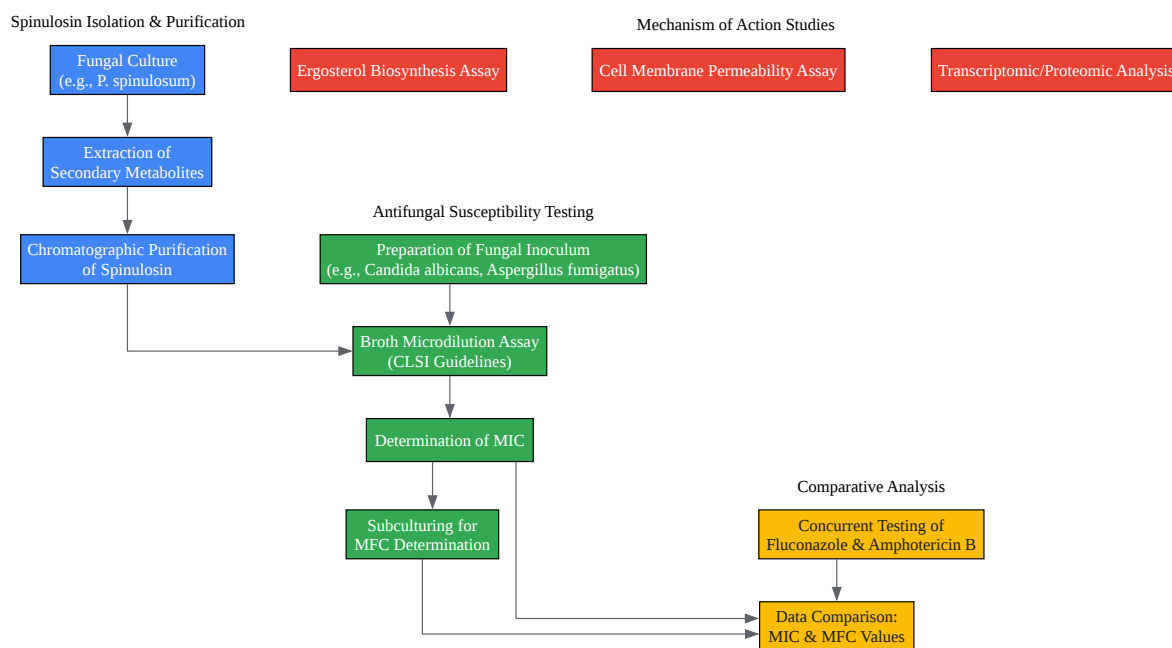 Spinulosin Isolation & Purification
Mechanism of Action Studies
Fungal Culture
(e.g., P. spinulosum)
Ergosterol Biosynthesis Assay
Cell Membrane Permeability Assay
Transcriptomic/Proteomic Analysis
Extraction of
Secondary Metabolites
Antifungal Susceptibility Testing
Chromatographic Purification
of Spinulosin
Preparation of Fungal Inoculum
(e.g., Candida albicans, Aspergillus fumigatus)
Broth Microdilution Assay
(CLSI Guidelines)
Determination of MIC
Comparative Analysis
Subculturing for
MFC Determination
Concurrent Testing of
Fluconazole & Amphotericin B
Data Comparison:
MIC & MFC Values